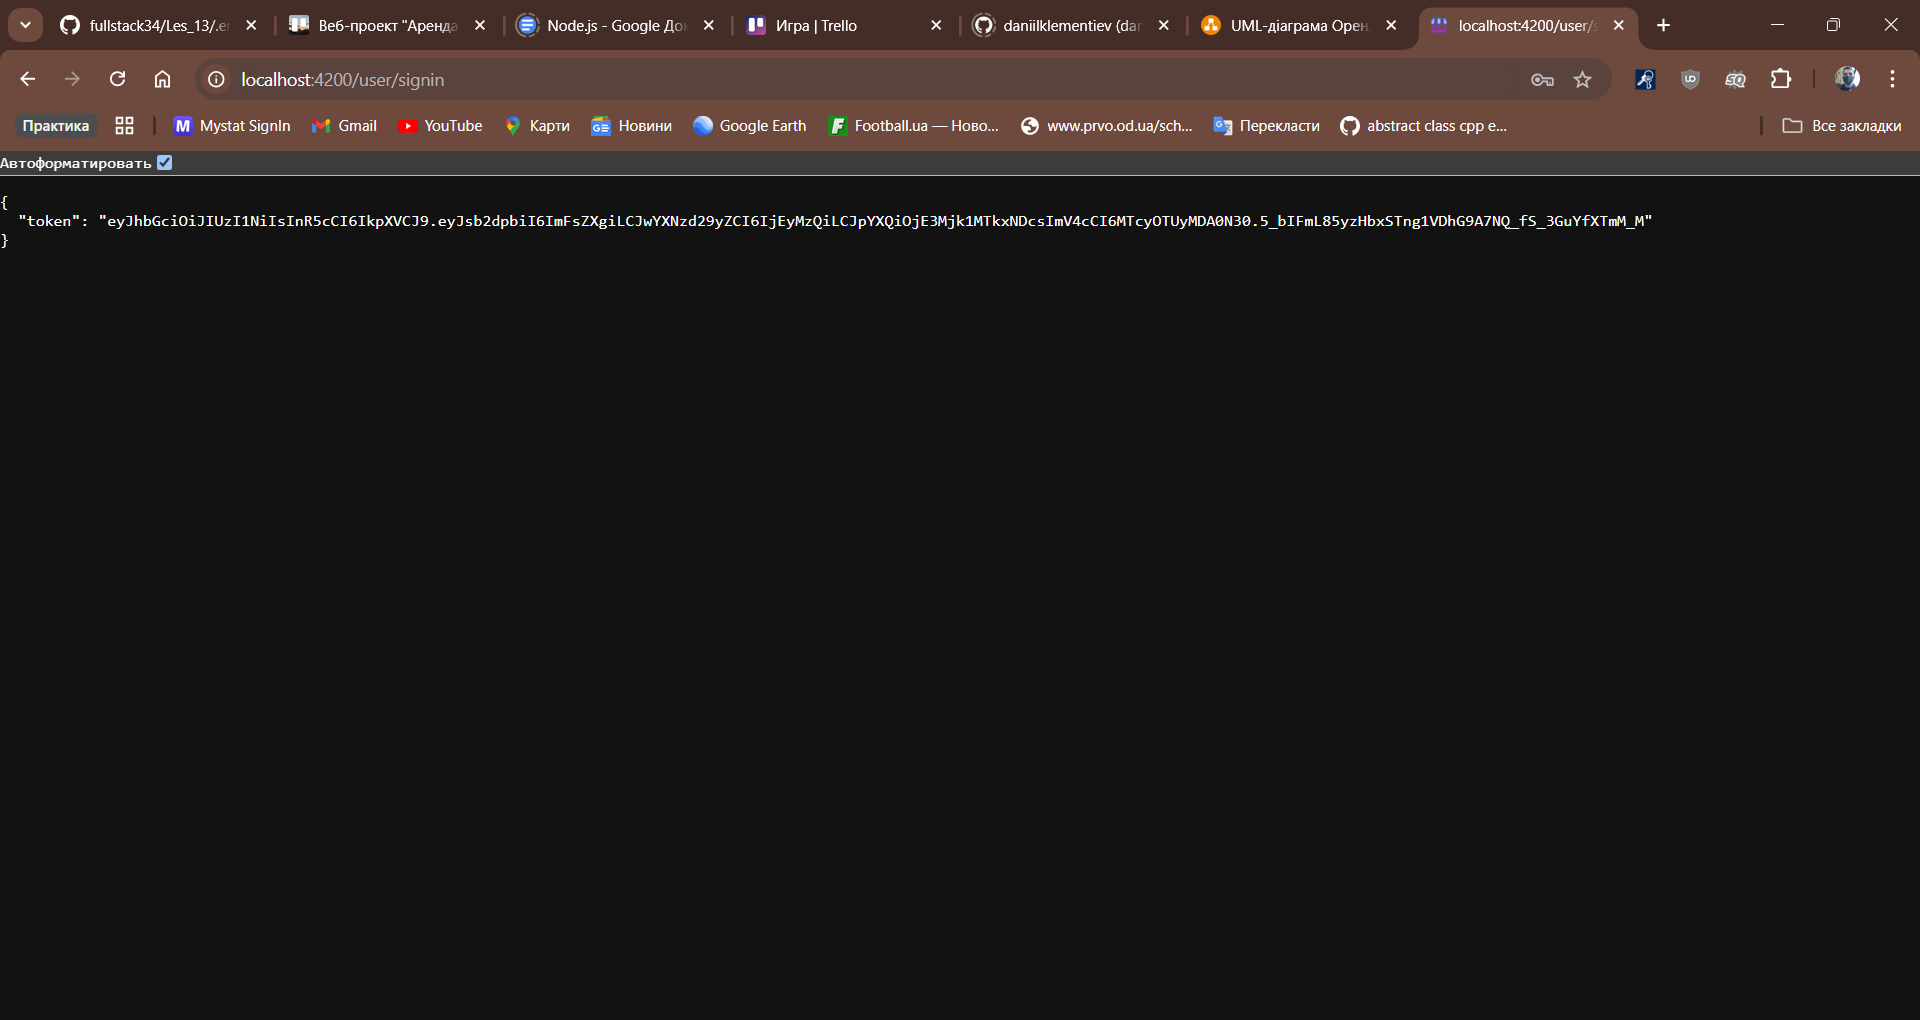 fullstack34/Les_13/.e
Веб-проект "Аренда
Node.js - Google До
Игра | Trello
daniilklementiev (da
UML-діаграма Орен
localhost:4200/user/s
localhost:4200/user/signin
Практика
Mystat SignIn
Gmail
YouTube
Карти
Новини
Google Earth
Football.ua — Ново...
www.prvo.od.ua/sch...
Перекласти
abstract class cpp e...
Все закладки
Автоформатировать
{
"token": "eyJhbGciOiJIUzI1NiIsInR5cCI6IkpXVCJ9.eyJsb2dpbiI6ImFsZXgiLCJwYXNzd29yZCI6IjEyMzQiLCJpYXQiOjE3Mjk1MTkxNDcsImV4cCI6MTcyOTUyMDA0N30.5_bIFmL85yzHbxSTng1VDhG9A7NQ_fS_3GuYfXTmM_M"
}